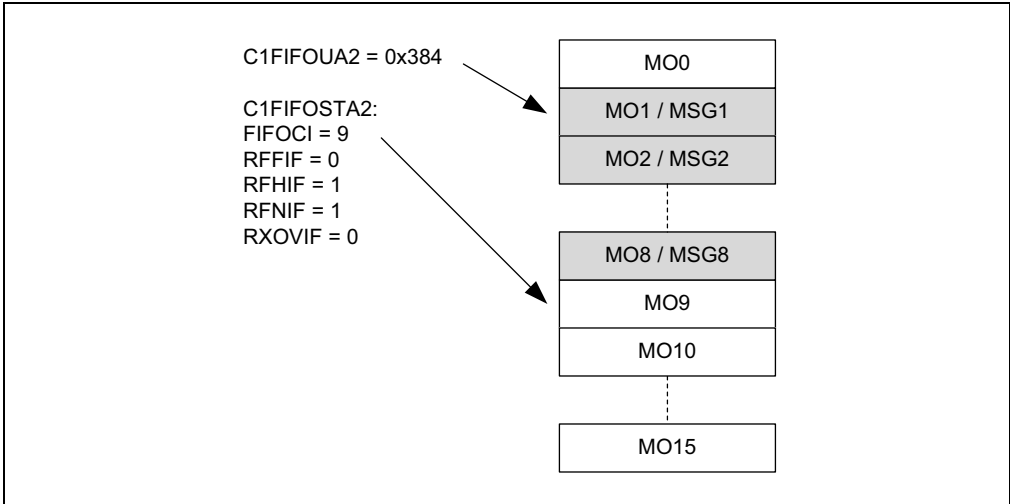 C1FIFOUA2 = 0x384
C1FIFOSTA2:
FIFOCI = 9
RFFIF = 0
RFHIF = 1
RFNIF = 1
RXOVIF = 0
MO0
MO1 / MSG1
MO2 / MSG2
MO8 / MSG8
MO9
MO10
MO15